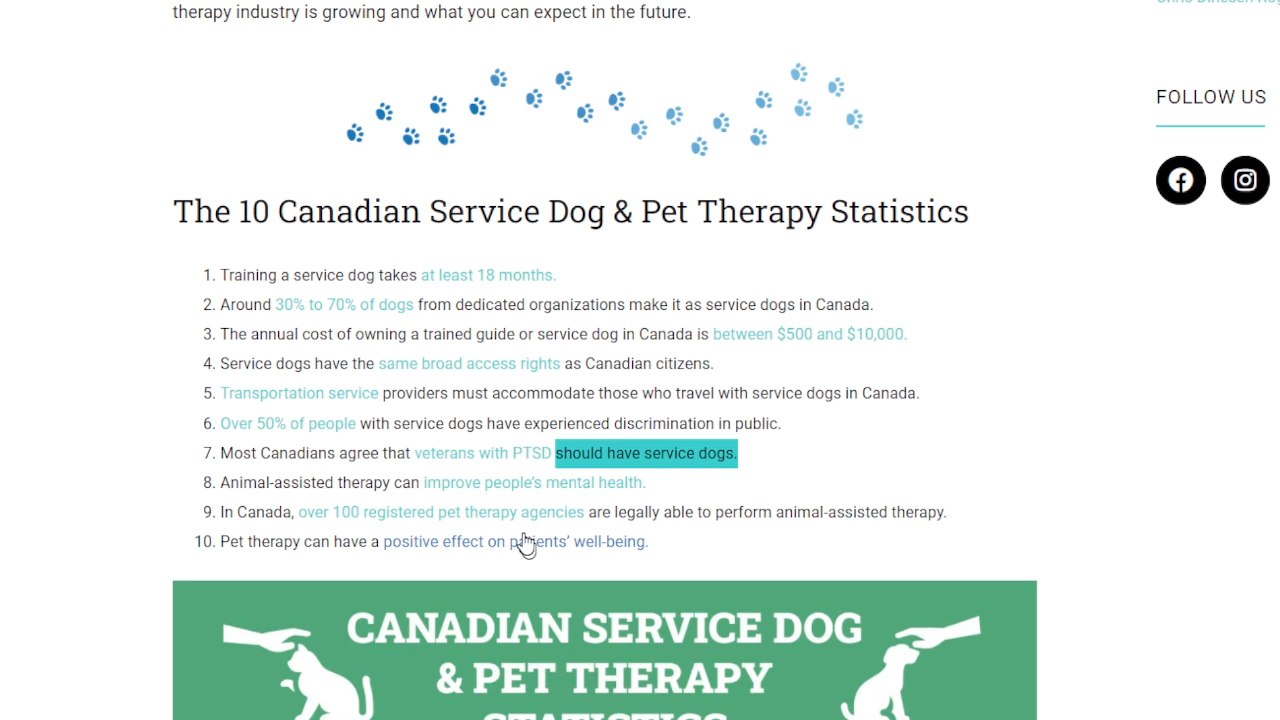 therapy industry is growing and what you can expect in the future.
FOLLOW US
The 10 Canadian Service Dog & Pet Therapy Statistics
1. Training a service dog takes at least 18 months.
2. Around 30% to 70% of dogs from dedicated organizations make it as service dogs in Canada.
3. The annual cost of owning a trained guide or service dog in Canada is between $500 and $10,000.
4. Service dogs have the same broad access rights as Canadian citizens.
5. Transportation service providers must accommodate those who travel with service dogs in Canada.
6. Over 50% of people with service dogs have experienced discrimination in public.
7. Most Canadians agree that veterans with PTSD should have service dogs.
8. Animal-assisted therapy can improve people's mental health.
9. In Canada, over 100 registered pet therapy agencies are legally able to perform animal-assisted therapy.
10. Pet therapy can have a positive effect on patients' well-being.
CANADIAN SERVICE DOG
& PET THERAPY
STATISTICS